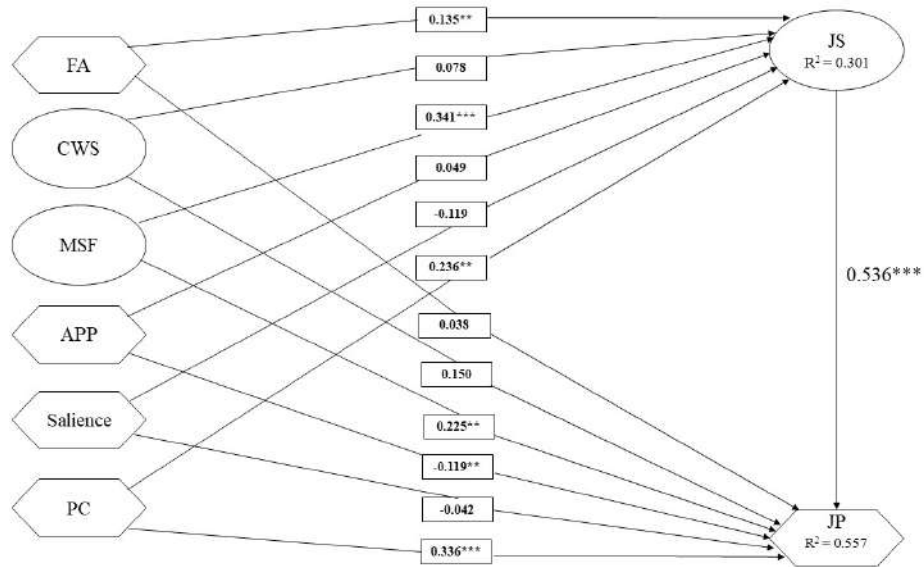 FA
CWS
MSF
APP
Salience
PC
0.135**
0.078
0.341***
0.049
-0.119
0.236**
0.038
0.150
0.225**
-0.119**
-0.042
0.336***
JS
R² = 0.301
0.536***
JP
R² = 0.557